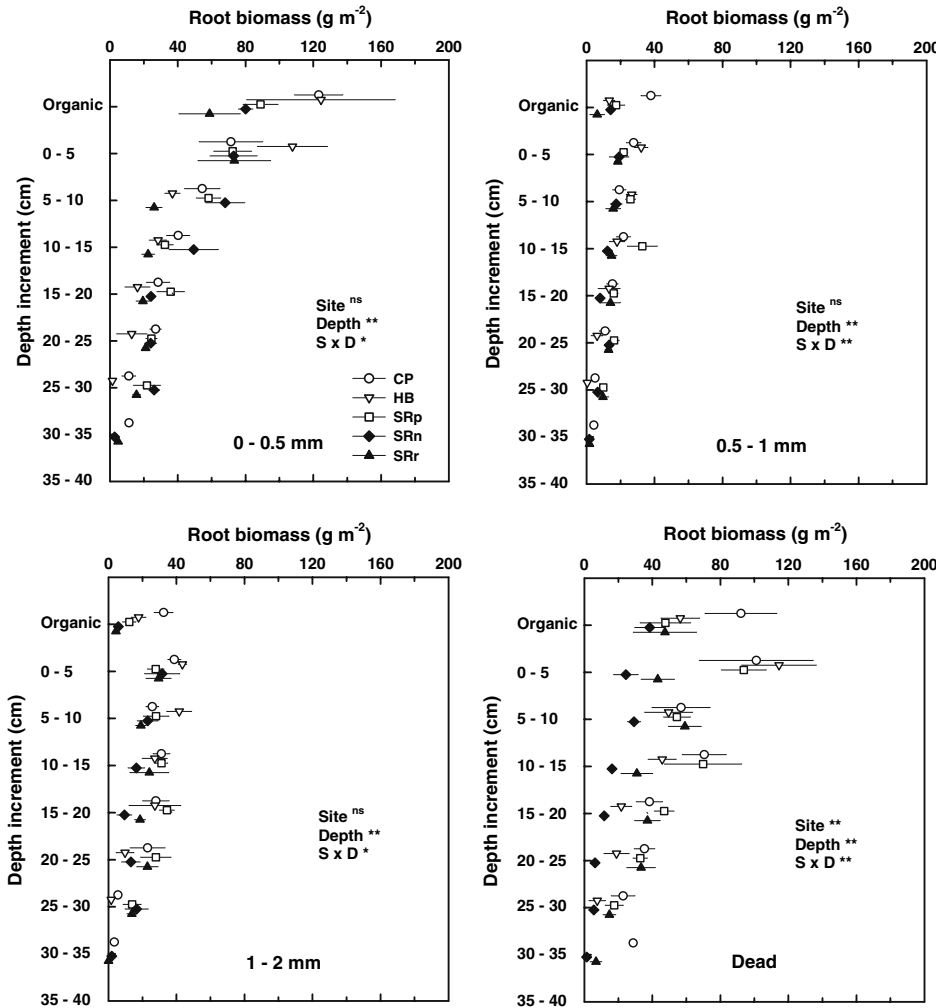 Root biomass (g m⁻²)
0 40 80 120 160 200
Depth increment (cm)
Organic
0 - 5
5 - 10
10 - 15
15 - 20
20 - 25
25 - 30
30 - 35
35 - 40
Site ns
Depth **
S x D *
CP
HB
SRp
SRn
SRr
0 - 0.5 mm
Root biomass (g m⁻²)
0 40 80 120 160 200
Depth increment (cm)
Organic
0 - 5
5 - 10
10 - 15
15 - 20
20 - 25
25 - 30
30 - 35
35 - 40
Site ns
Depth **
S x D **
0.5 - 1 mm
Root biomass (g m⁻²)
0 40 80 120 160 200
Depth increment (cm)
Organic
0 - 5
5 - 10
10 - 15
15 - 20
20 - 25
25 - 30
30 - 35
35 - 40
Site ns
Depth **
S x D *
1 - 2 mm
Root biomass (g m⁻²)
0 40 80 120 160 200
Depth increment (cm)
Organic
0 - 5
5 - 10
10 - 15
15 - 20
20 - 25
25 - 30
30 - 35
35 - 40
Site **
Depth **
S x D **
Dead